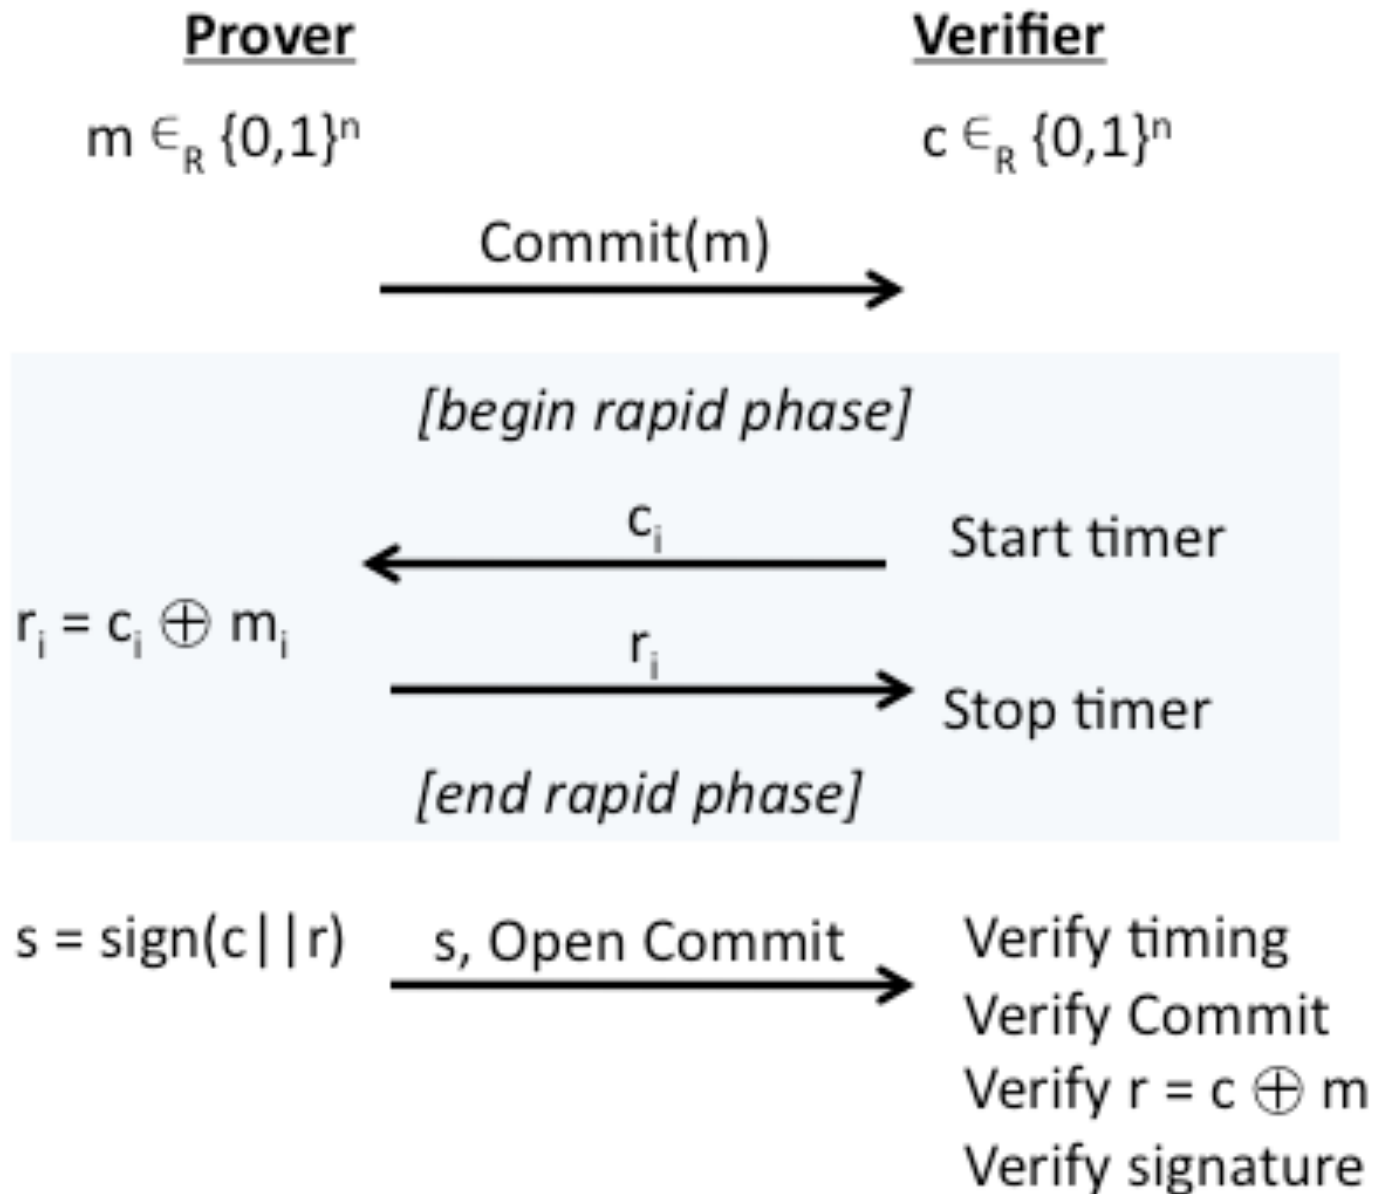 Prover Verifier
m ∈R {0,1}ⁿ c ∈R {0,1}ⁿ
Commit(m)
[begin rapid phase]
ci Start timer
ri = ci ⊕ mi
ri
Stop timer
[end rapid phase]
s = sign(c||r) s, Open Commit Verify timing
Verify Commit
Verify r = c ⊕ m
Verify signature